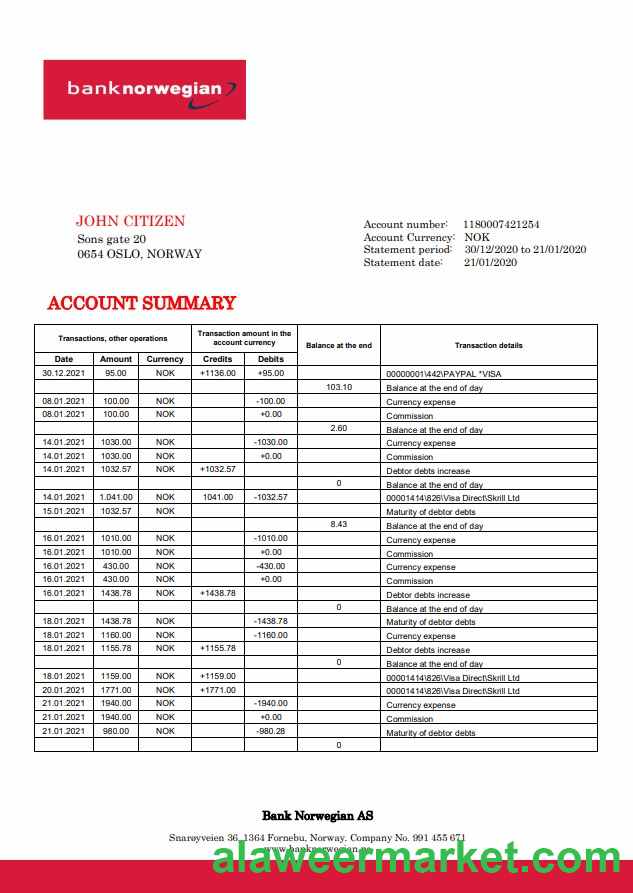 banknorwegian
JOHN CITIZEN
Sons gate 20
0654 OSLO, NORWAY
Account number: 1180007421254
Account Currency: NOK
Statement period: 30/12/2020 to 21/01/2020
Statement date: 21/01/2020
ACCOUNT SUMMARY
Transactions, other operations Transaction amount in the account currency Balance at the end Transaction details
Date Amount Currency Credits Debits
30.12.2021 95.00 NOK +1136.00 +95.00 00000001\442\PAYPAL *VISA
103.10 Balance at the end of day
08.01.2021 100.00 NOK -100.00 Currency expense
08.01.2021 100.00 NOK +0.00 Commission
2.60 Balance at the end of day
14.01.2021 1030.00 NOK -1030.00 Currency expense
14.01.2021 1030.00 NOK +0.00 Commission
14.01.2021 1032.57 NOK +1032.57 Debtor debts increase
0 Balance at the end of day
14.01.2021 1.041.00 NOK 1041.00 -1032.57 00001414\826\Visa Direct\Skrill Ltd
15.01.2021 1032.57 NOK Maturity of debtor debts
8.43 Balance at the end of day
16.01.2021 1010.00 NOK -1010.00 Currency expense
16.01.2021 1010.00 NOK +0.00 Commission
16.01.2021 430.00 NOK -430.00 Currency expense
16.01.2021 430.00 NOK +0.00 Commission
16.01.2021 1438.78 NOK +1438.78 Debtor debts increase
0 Balance at the end of day
18.01.2021 1438.78 NOK -1438.78 Maturity of debtor debts
18.01.2021 1160.00 NOK -1160.00 Currency expense
18.01.2021 1155.78 NOK +1155.78 Debtor debts increase
0 Balance at the end of day
18.01.2021 1159.00 NOK +1159.00 00001414\826\Visa Direct\Skrill Ltd
20.01.2021 1771.00 NOK +1771.00 00001414\826\Visa Direct\Skrill Ltd
21.01.2021 1940.00 NOK -1940.00 Currency expense
21.01.2021 1940.00 NOK +0.00 Commission
21.01.2021 980.00 NOK -980.28 Maturity of debtor debts
0
Bank Norwegian AS
Snarøyveien 36, 1364 Fornebu, Norway. Company No. 991 455 671
www.banknorwegian.no
alaweermarket.com